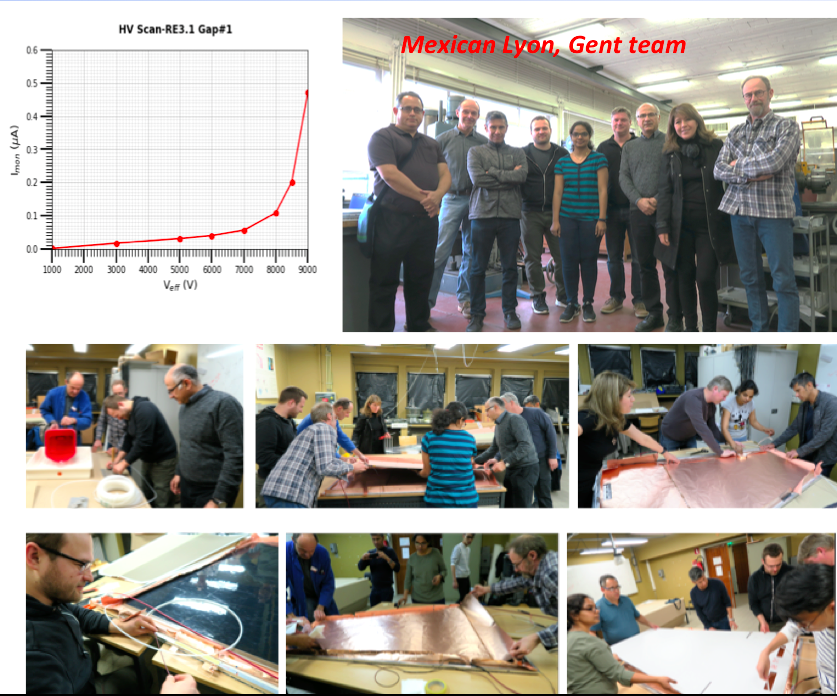 HV Scan-RE3.1 Gap#1
0.6
0.5
0.4
0.3
0.2
0.1
0.0
I_mon (μA)
1000 2000 3000 4000 5000 6000 7000 8000 9000
V_eff (V)
Mexican Lyon, Gent team